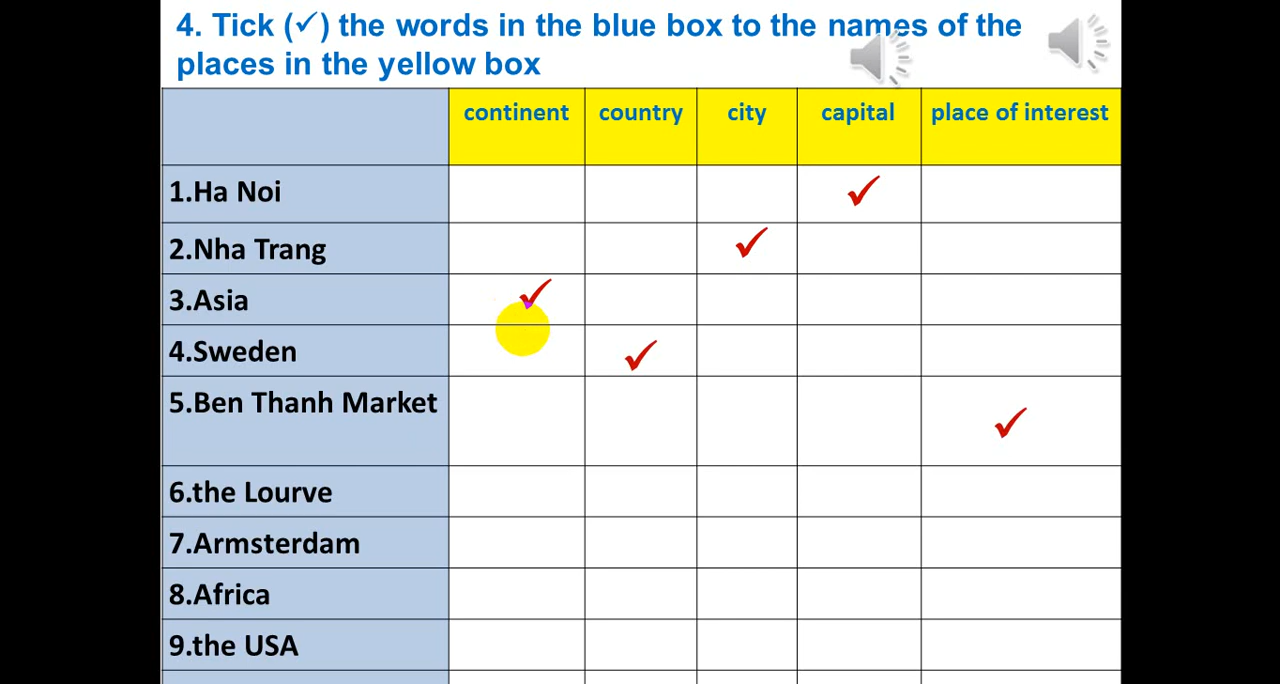 4. Tick (✓) the words in the blue box to the names of the
places in the yellow box
continent country city capital place of interest
1.Ha Noi ✓
2.Nha Trang ✓
3.Asia ✓
4.Sweden ✓
5.Ben Thanh Market ✓
6.the Lourve
7.Armsterdam
8.Africa
9.the USA